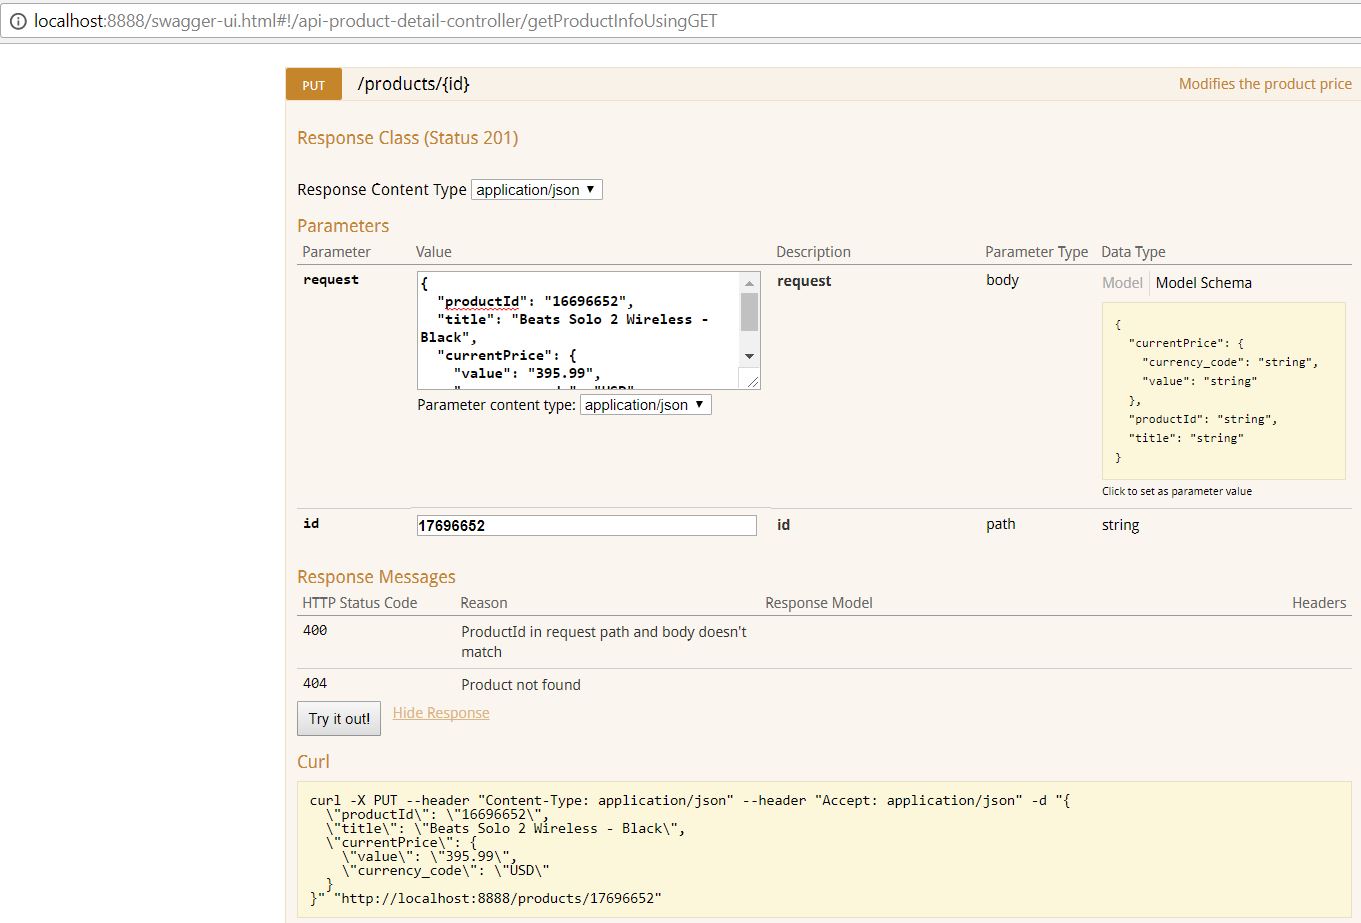 localhost:8888/swagger-ui.html#!/api-product-detail-controller/getProductInfoUsingGET
PUT /products/{id} Modifies the product price
Response Class (Status 201)
Response Content Type application/json
Parameters
Parameter Value Description Parameter Type Data Type
request
{
"productId": "16696652",
"title": "Beats Solo 2 Wireless -
Black",
"currentPrice": {
"value": "395.99",
Parameter content type: application/json
request
body
Model Model Schema
{
"currentPrice": {
"currency_code": "string",
"value": "string"
},
"productId": "string",
"title": "string"
}
Click to set as parameter value
id 17696652 id path string
Response Messages
HTTP Status Code Reason Response Model Headers
400 ProductId in request path and body doesn't
match
404 Product not found
Try it out! Hide Response
Curl
curl -X PUT --header "Content-Type: application/json" --header "Accept: application/json" -d "{
\"productId\": \"16696652\",
\"title\": \"Beats Solo 2 Wireless - Black\",
\"currentPrice\": {
\"value\": \"395.99\",
\"currency_code\": \"USD\"
}
}" "http://localhost:8888/products/17696652"